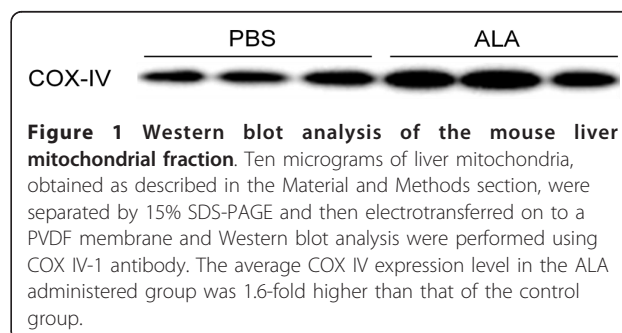 PBS ALA
COX-IV
Figure 1 Western blot analysis of the mouse liver
mitochondrial fraction. Ten micrograms of liver mitochondria,
obtained as described in the Material and Methods section, were
separated by 15% SDS-PAGE and then electrotransferred on to a
PVDF membrane and Western blot analysis were performed using
COX IV-1 antibody. The average COX IV expression level in the ALA
administered group was 1.6-fold higher than that of the control
group.